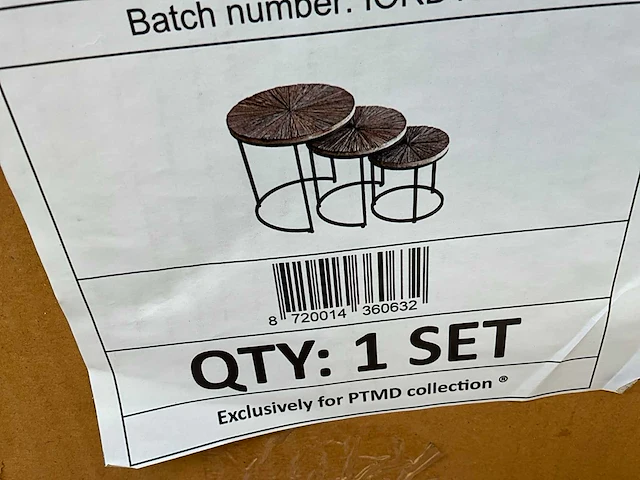 Batch number:
8 720014 360632
QTY: 1 SET
Exclusively for PTMD collection ®